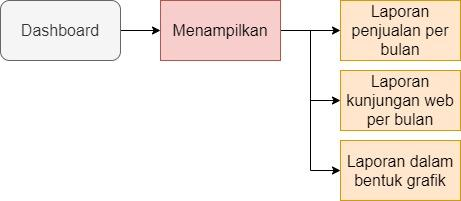 Dashboard
Menampilkan
Laporan
penjualan per
bulan
Laporan
kunjungan web
per bulan
Laporan dalam
bentuk grafik